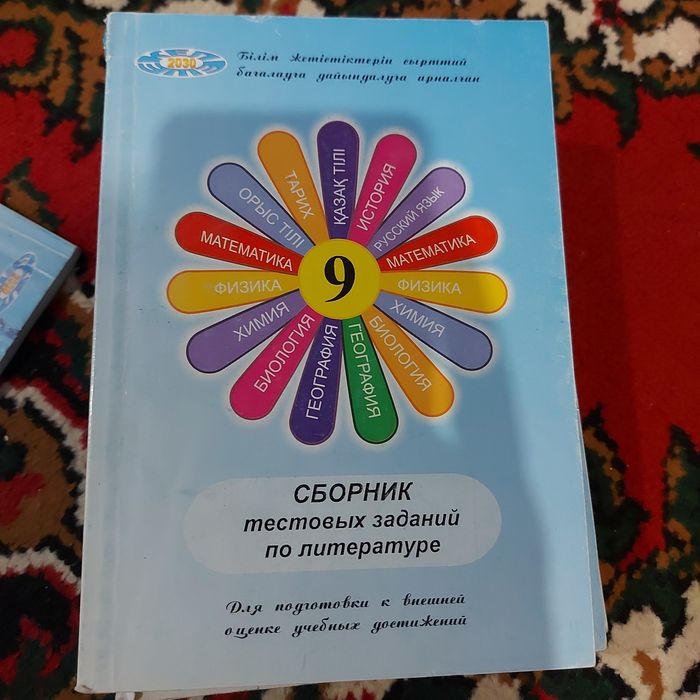 2030
Білім жетістіктерін сырттай
бағалауға дайындалуға арналған
ҚАЗАҚ ТІЛІ
ИСТОРИЯ
РУССКИЙ ЯЗЫК
МАТЕМАТИКА
ФИЗИКА
ХИМИЯ
БИОЛОГИЯ
ГЕОГРАФИЯ
ГЕОГРАФИЯ
БИОЛОГИЯ
ХИМИЯ
ФИЗИКА
МАТЕМАТИКА
ОРЫС ТІЛІ
ТАРИХ
9
СБОРНИК
тестовых заданий
по литературе
Для подготовки к внешней
оценке учебных достижений